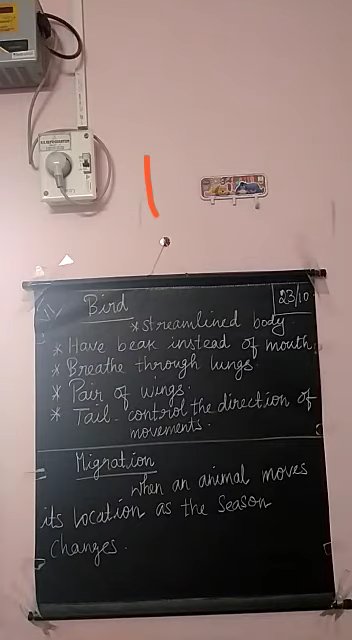 Bird
23/10
* streamlined body
* Have beak instead of mouth.
* Breathe through lungs.
* Pair of wings.
* Tail - control the direction of
movements.
Migration
when an animal moves
its location as the season
changes.